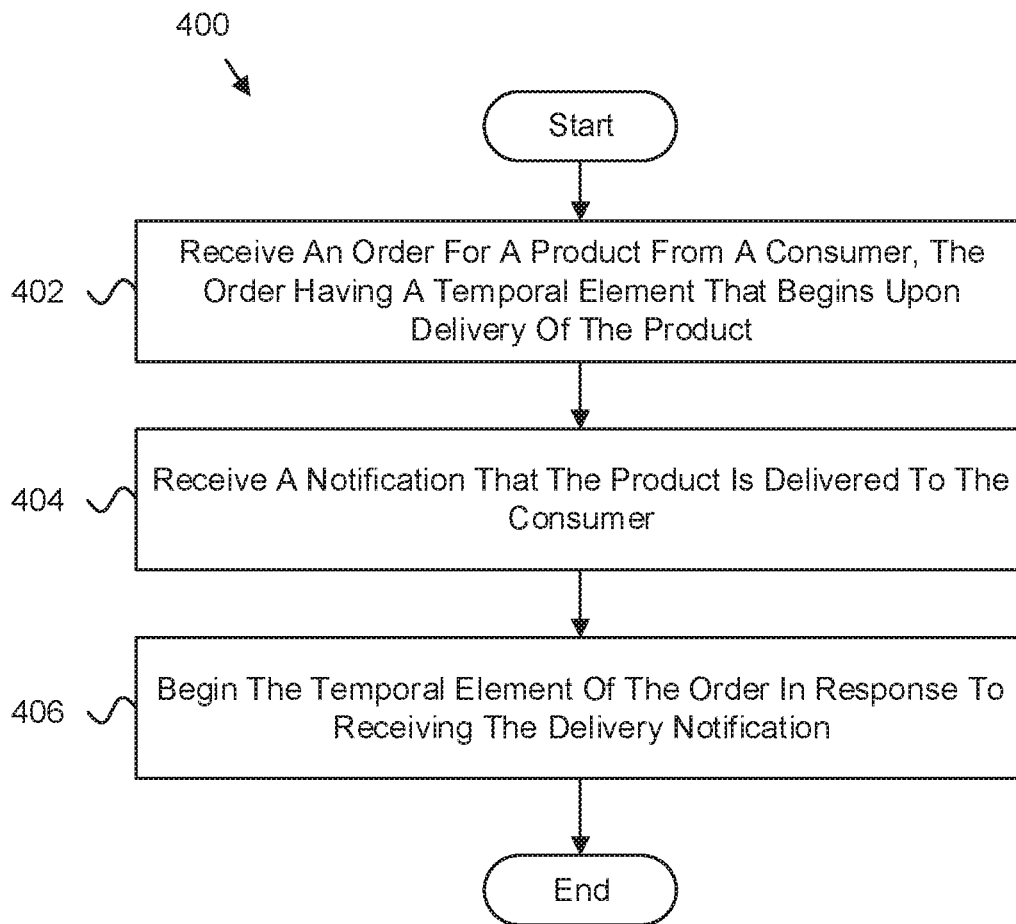 400
Start
402
Receive An Order For A Product From A Consumer, The
Order Having A Temporal Element That Begins Upon
Delivery Of The Product
404
Receive A Notification That The Product Is Delivered To The
Consumer
406
Begin The Temporal Element Of The Order In Response To
Receiving The Delivery Notification
End